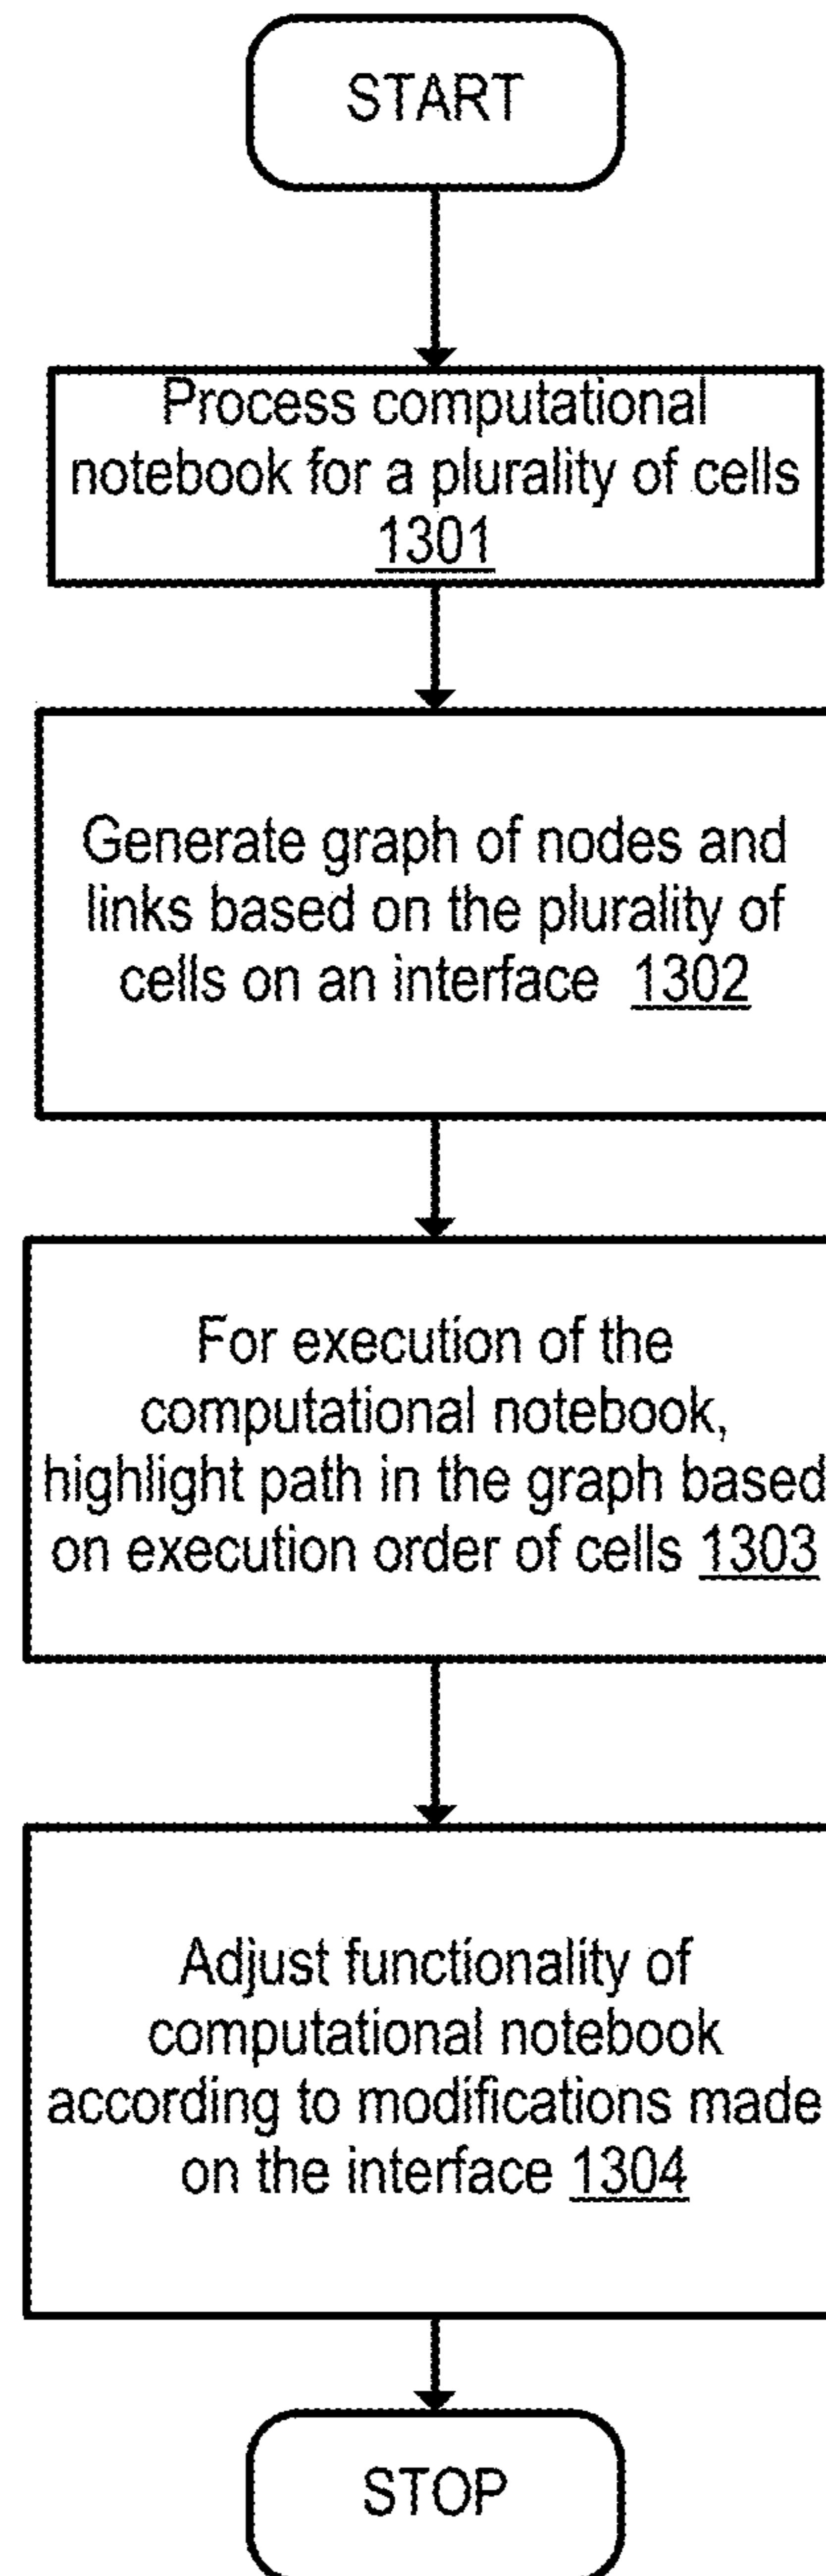 START
Process computational
notebook for a plurality of cells
1301
Generate graph of nodes and
links based on the plurality of
cells on an interface 1302
For execution of the
computational notebook,
highlight path in the graph based
on execution order of cells 1303
Adjust functionality of
computational notebook
according to modifications made
on the interface 1304
STOP